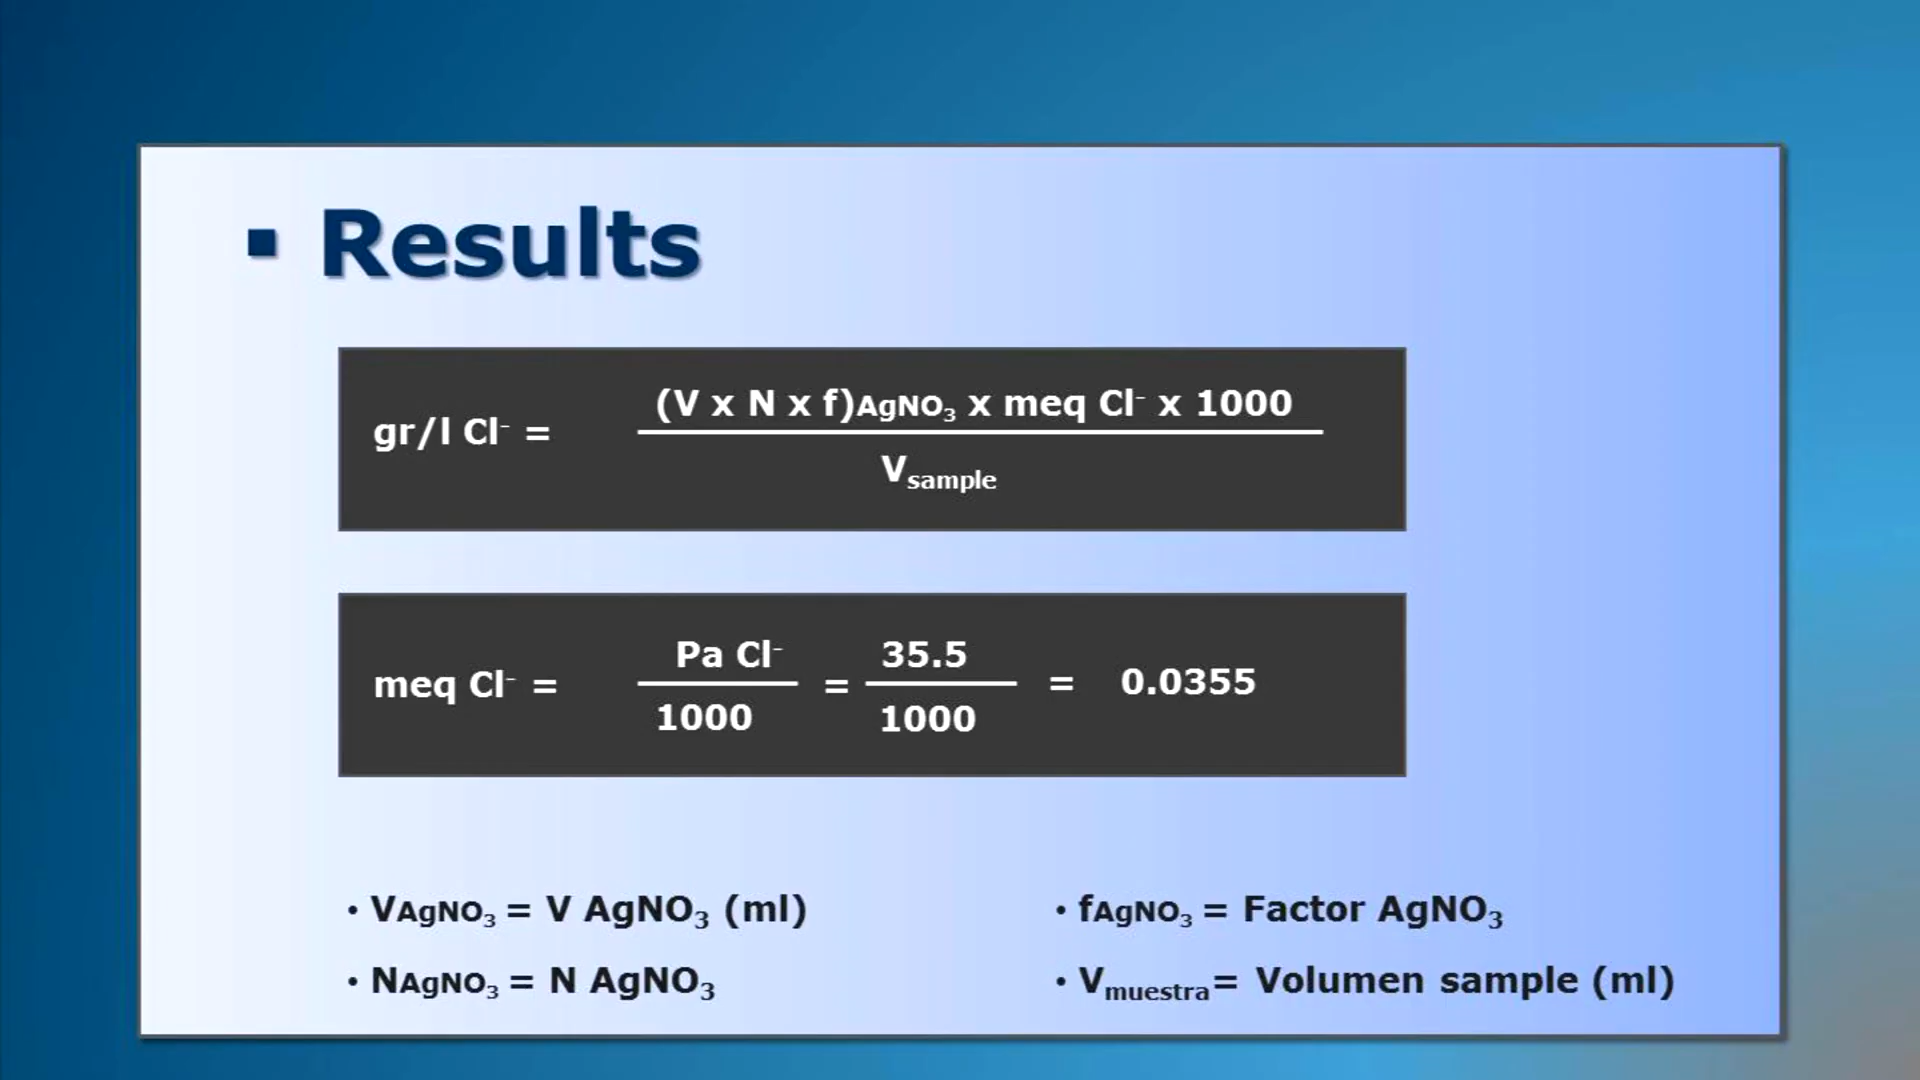 ▪ Results
(V x N x f)AgNO₃ x meq Cl⁻ x 1000
gr/l Cl⁻ =
Vsample
Pa Cl⁻ 35.5
meq Cl⁻ = = = 0.0355
1000 1000
• VAgNO₃ = V AgNO₃ (ml)
• fAgNO₃ = Factor AgNO₃
• NAgNO₃ = N AgNO₃
• Vmuestra= Volumen sample (ml)